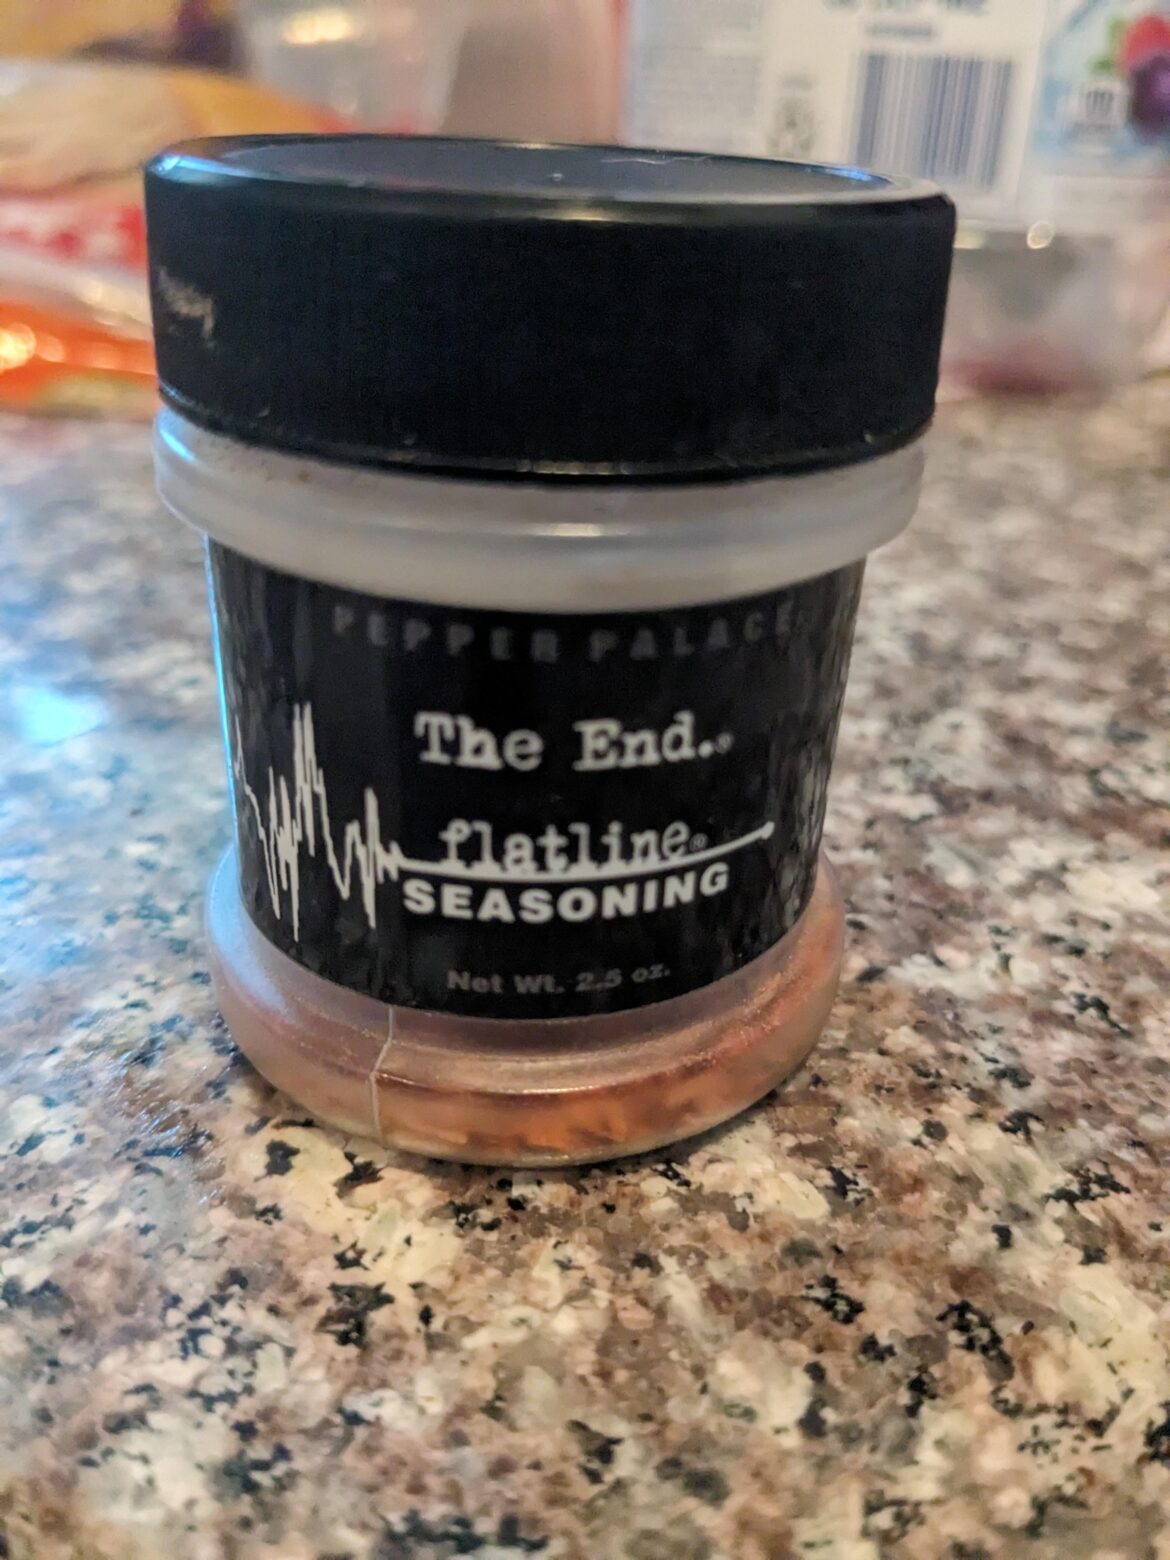 PEPPER PALACE
The End.®
flatline®
SEASONING
Net Wt. 2.5 oz.